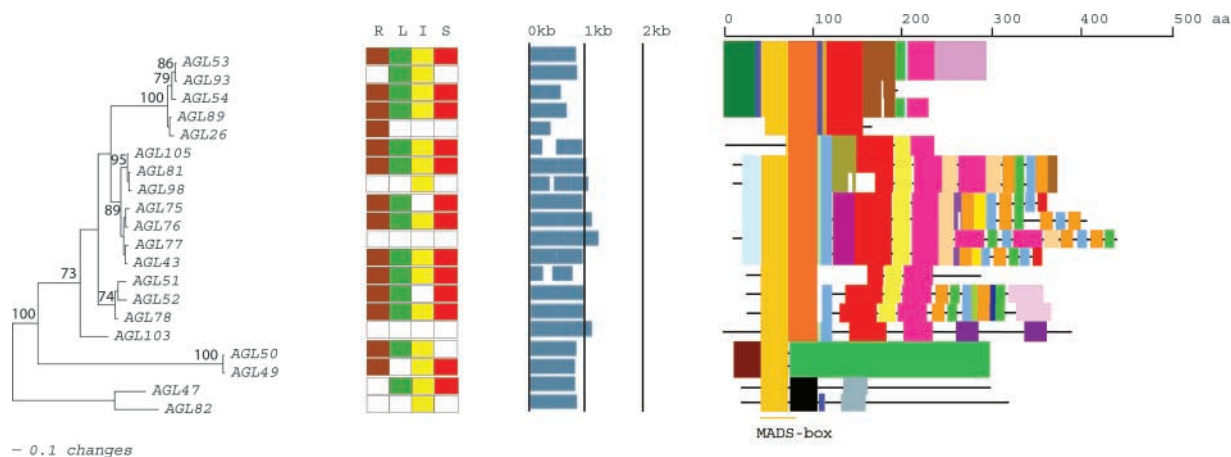 R L I S
0kb 1kb 2kb
0 100 200 300 400 500 aa
86 AGL53
79 AGL93
100 AGL54
AGL89
AGL26
AGL105
95 AGL81
AGL98
89 AGL75
AGL76
AGL77
73 AGL43
AGL51
74 AGL52
AGL78
100 AGL103
100 AGL50
AGL49
AGL47
AGL82
MADS-box
– 0.1 changes